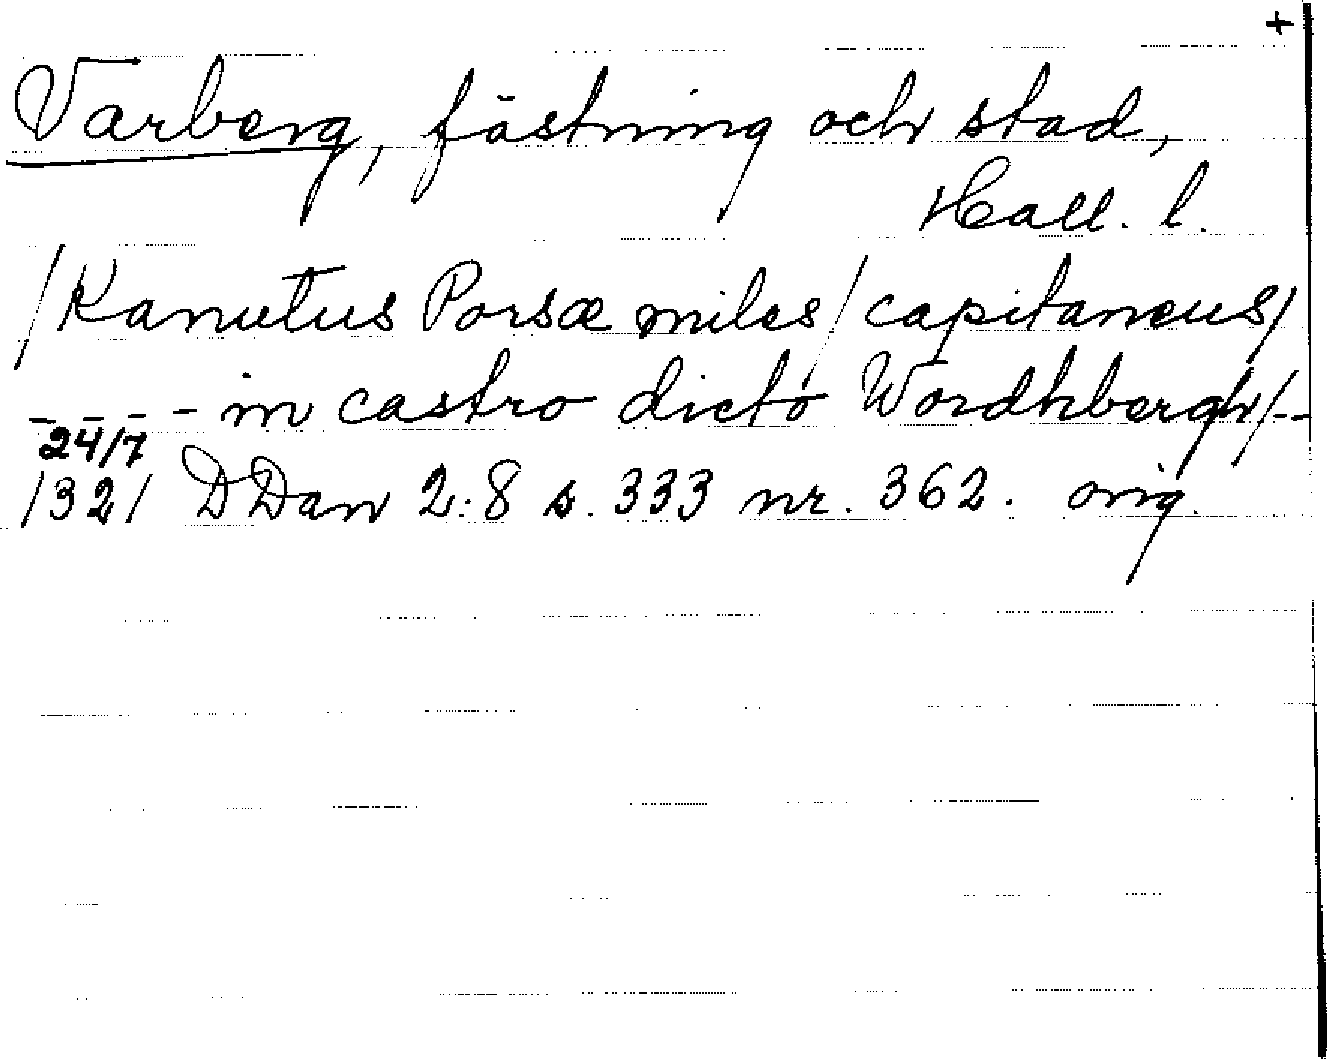 +
Varberg, fästning och stad,
Hall. l.
/Kanutus Porsæ miles/capitaneus/
- - - - in castro dicto Wordhbergh/--
24/7
1321 DDan 2:8 s. 333 nr. 362. orig.